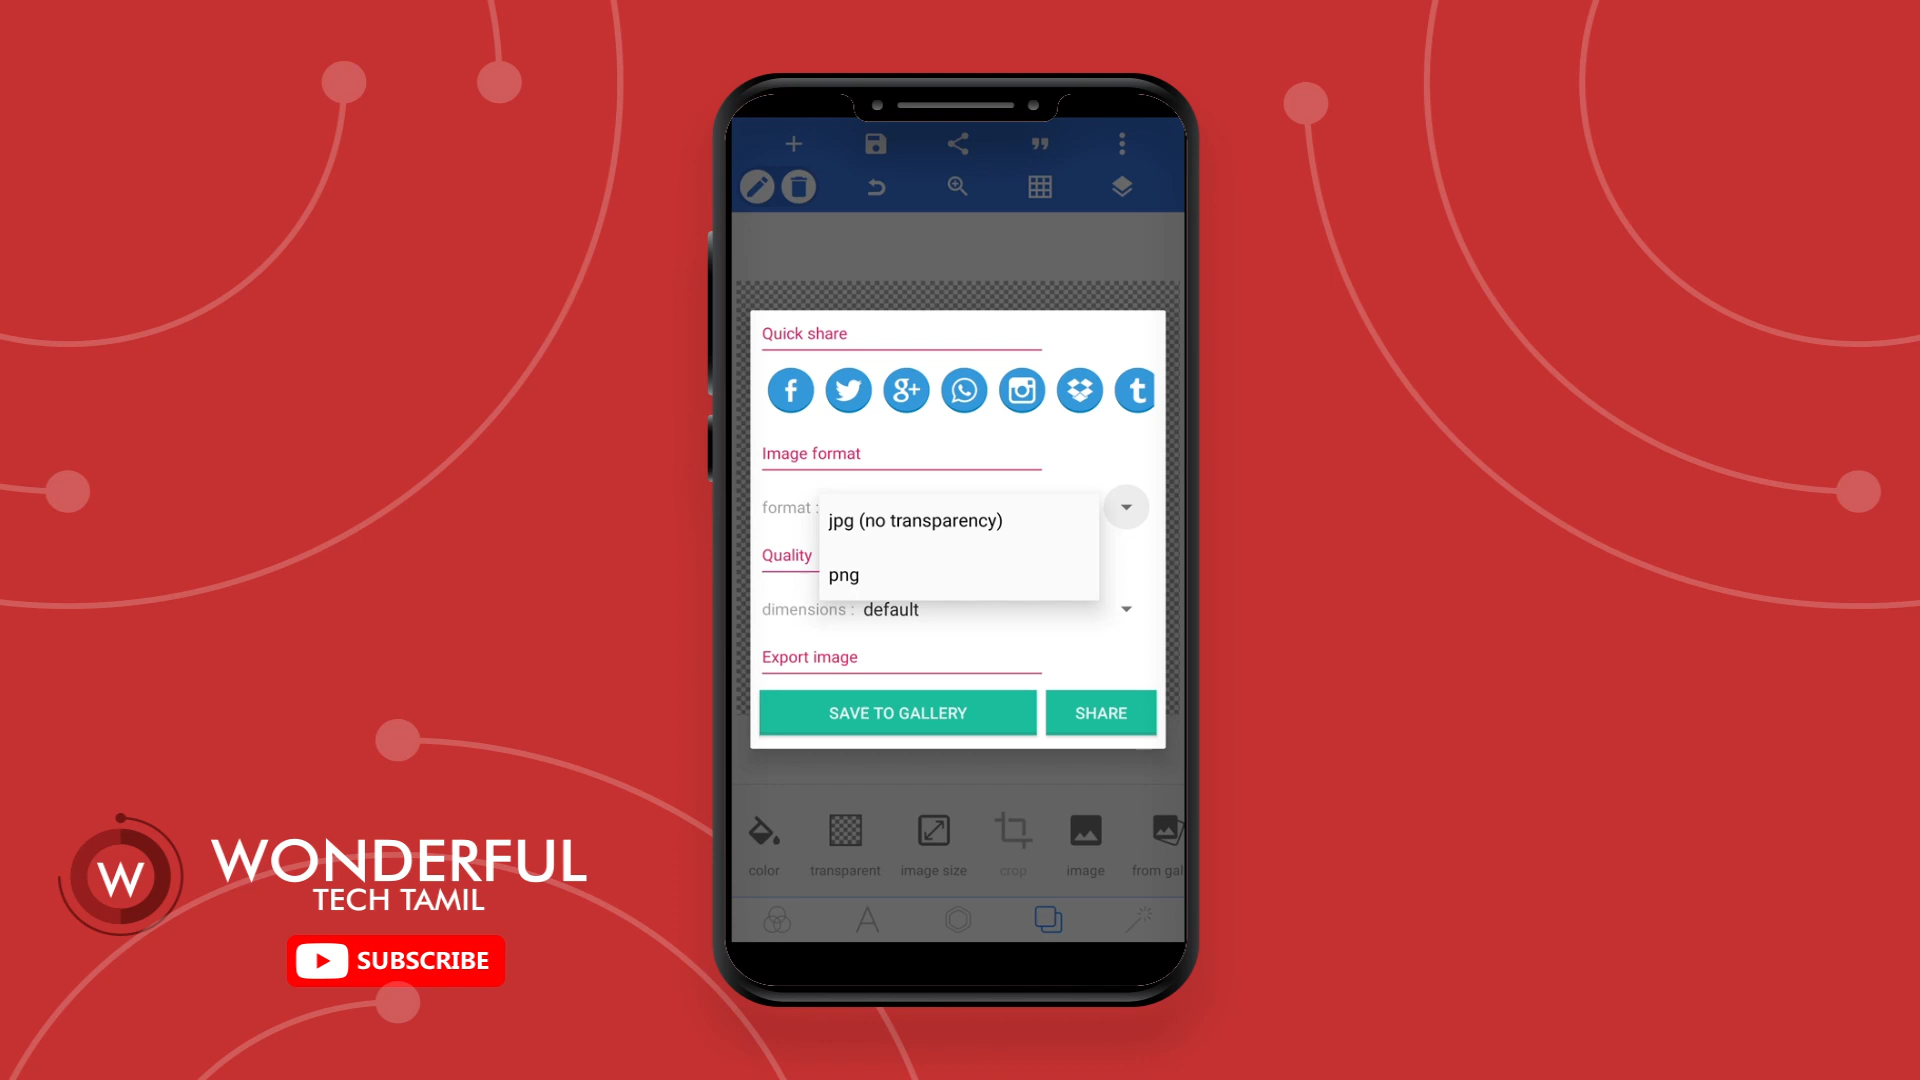 Quick share
f
g+
t
Image format
format :
jpg (no transparency)
Quality
png
dimensions : default
Export image
SAVE TO GALLERY
SHARE
color
transparent
image size
crop
image
from gal
A
W
WONDERFUL
TECH TAMIL
SUBSCRIBE